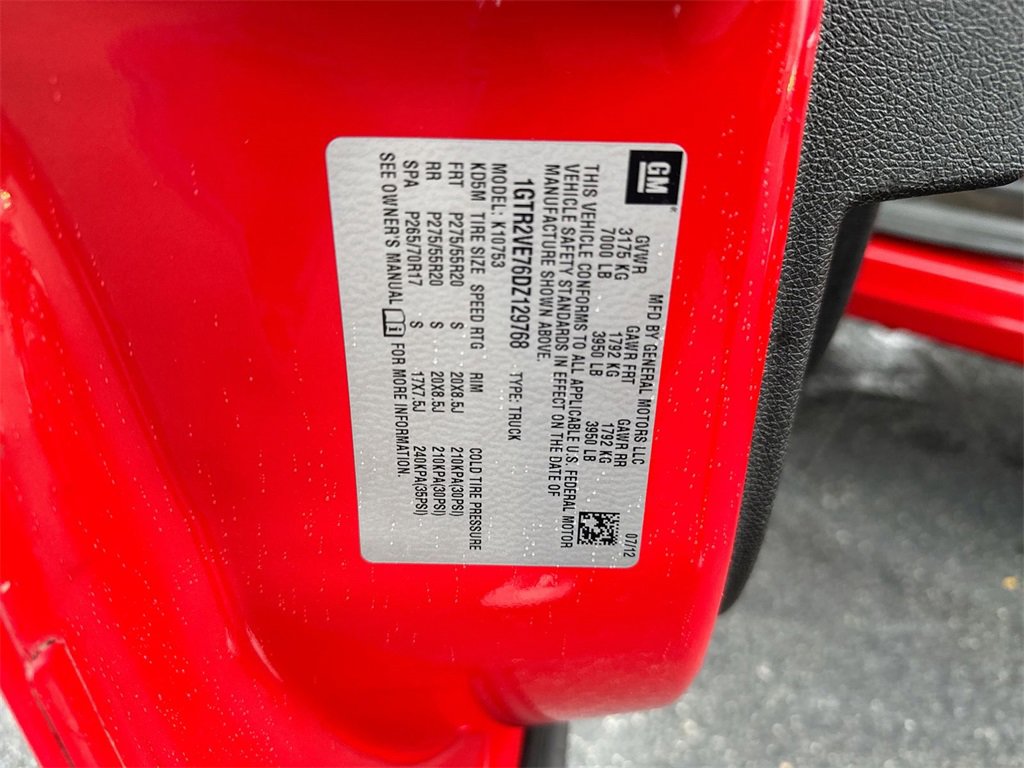 GM®
MFD BY GENERAL MOTORS LLC 07/12
GVWR GAWR FRT GAWR RR
3175 KG 1792 KG 1792 KG
7000 LB 3950 LB 3950 LB
THIS VEHICLE CONFORMS TO ALL APPLICABLE U.S. FEDERAL MOTOR
VEHICLE SAFETY STANDARDS IN EFFECT ON THE DATE OF
MANUFACTURE SHOWN ABOVE.
1GTR2VE76DZ129768 TYPE: TRUCK
MODEL: K10753
KD5M TIRE SIZE SPEED RTG RIM COLD TIRE PRESSURE
FRT P275/55R20 S 20X8.5J 210KPA(30PSI)
RR P275/55R20 S 20X8.5J 210KPA(30PSI)
SPA P265/70R17 S 17X7.5J 240KPA(35PSI)
SEE OWNER'S MANUAL FOR MORE INFORMATION.